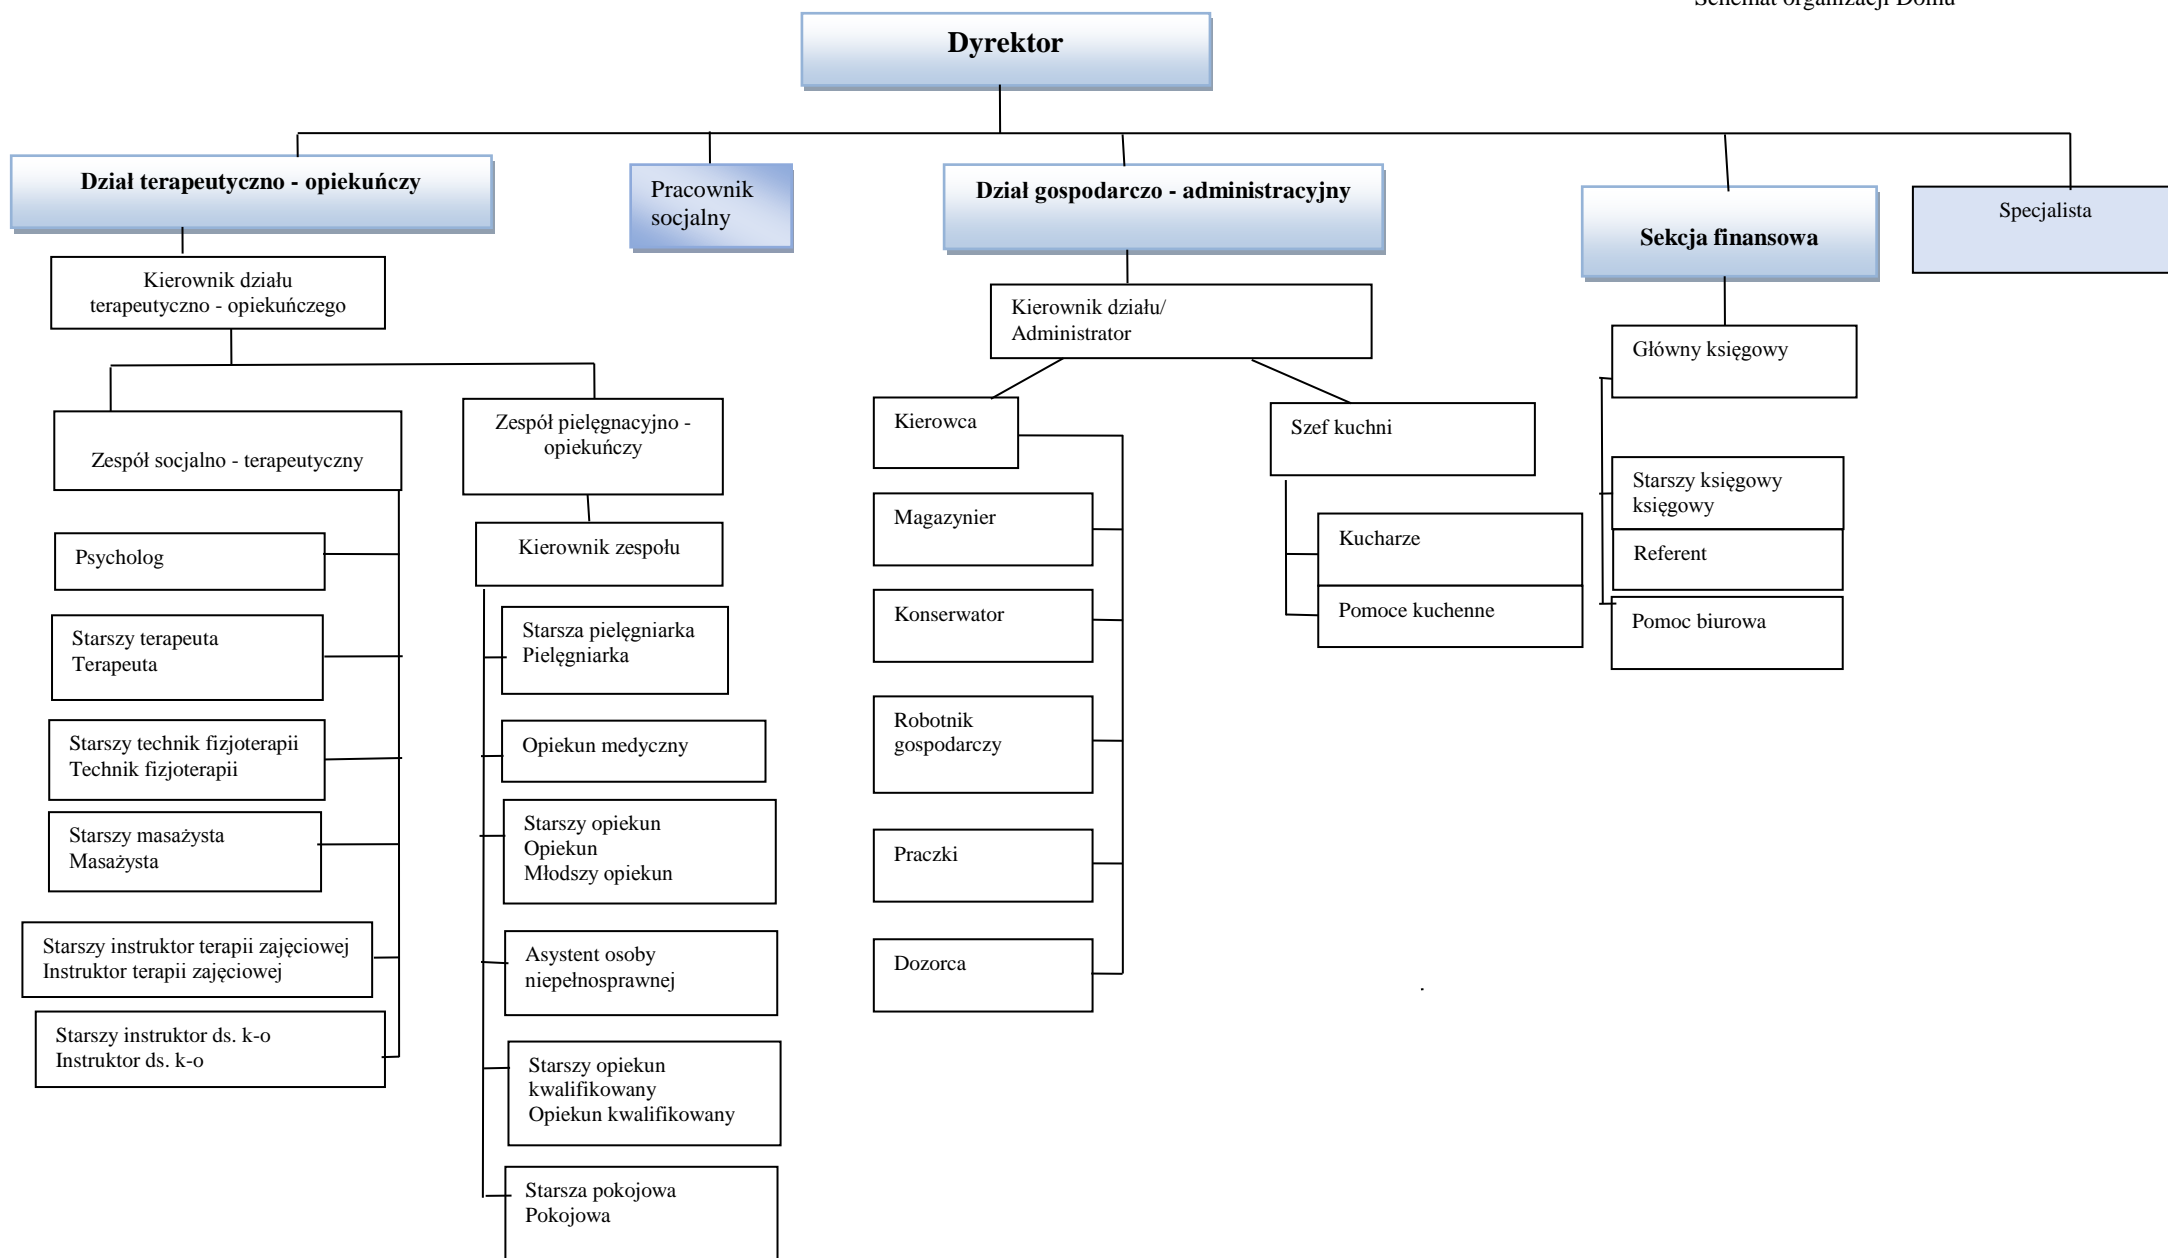 Schemat organizacji Domu
Dyrektor
Dział terapeutyczno - opiekuńczy
Pracownik
socjalny
Dział gospodarczo - administracyjny
Sekcja finansowa
Specjalista
Kierownik działu
terapeutyczno - opiekuńczego
Kierownik działu/
Administrator
Główny księgowy
Zespół socjalno - terapeutyczny
Psycholog
Starszy terapeuta
Terapeuta
Starszy technik fizjoterapii
Technik fizjoterapii
Starszy masażysta
Masażysta
Starszy instruktor terapii zajęciowej
Instruktor terapii zajęciowej
Starszy instruktor ds. k-o
Instruktor ds. k-o
Zespół pielęgnacyjno -
opiekuńczy
Kierownik zespołu
Starsza pielęgniarka
Pielęgniarka
Opiekun medyczny
Starszy opiekun
Opiekun
Młodszy opiekun
Asystent osoby
niepełnosprawnej
Starszy opiekun
kwalifikowany
Opiekun kwalifikowany
Starsza pokojowa
Pokojowa
Kierowca
Magazynier
Konserwator
Robotnik
gospodarczy
Praczki
Dozorca
Szef kuchni
Kucharze
Pomoce kuchenne
Starszy księgowy
księgowy
Referent
Pomoc biurowa
.